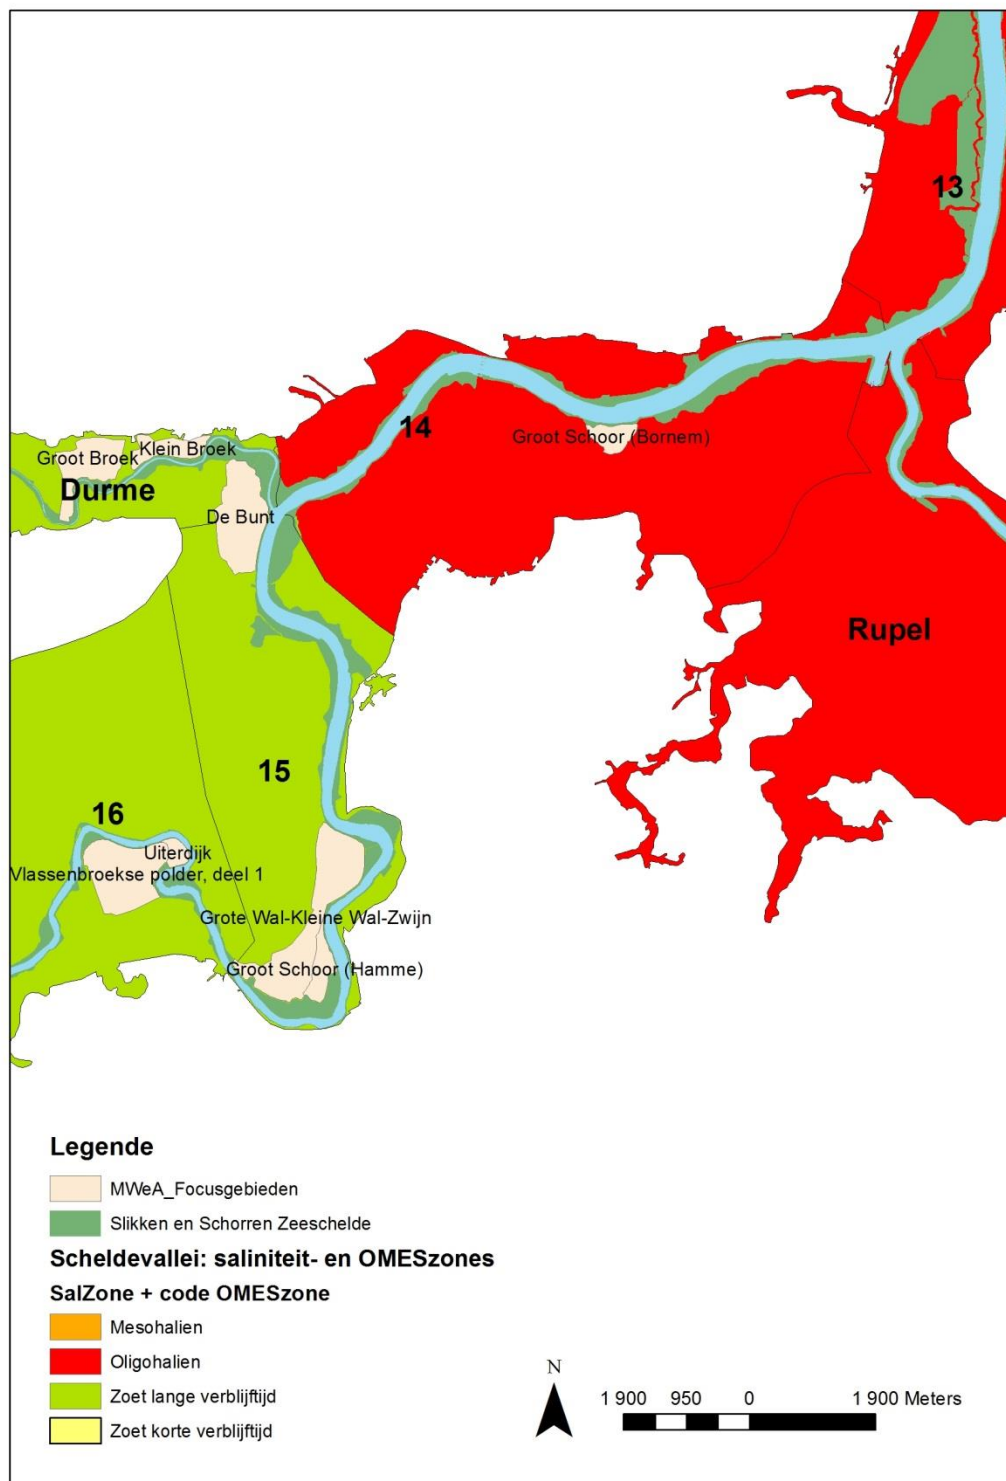 13
14
Groot Schoor (Bornem)
Klein Broek
Groot Broek
Durme
De Bunt
Rupel
15
16
Uiterdijk
Vlassenbroekse polder, deel 1
Grote Wal-Kleine Wal-Zwijn
Groot Schoor (Hamme)
Legende
MWeA_Focusgebieden
Slikken en Schorren Zeeschelde
Scheldevallei: saliniteit- en OMESzones
SalZone + code OMESzone
Mesohalien
Oligohalien
Zoet lange verblijftijd
Zoet korte verblijftijd
N
1 900 950 0 1 900 Meters